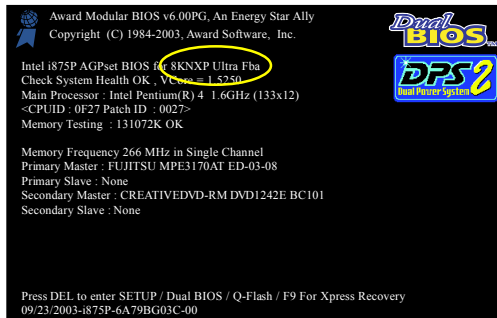 Award Modular BIOS v6.00PG, An Energy Star Ally
Copyright (C) 1984-2003, Award Software, Inc.
Dual
BIOS
TM
Intel i875P AGPset BIOS for 8KNXP Ultra Fba
Check System Health OK , VCore = 1.5250
DPS2
Dual Power System
Main Processor : Intel Pentium(R) 4 1.6GHz (133x12)
<CPUID : 0F27 Patch ID : 0027>
Memory Testing : 131072K OK
Memory Frequency 266 MHz in Single Channel
Primary Master : FUJITSU MPE3170AT ED-03-08
Primary Slave : None
Secondary Master : CREATIVEDVD-RM DVD1242E BC101
Secondary Slave : None
Press DEL to enter SETUP / Dual BIOS / Q-Flash / F9 For Xpress Recovery
09/23/2003-i875P-6A79BG03C-00